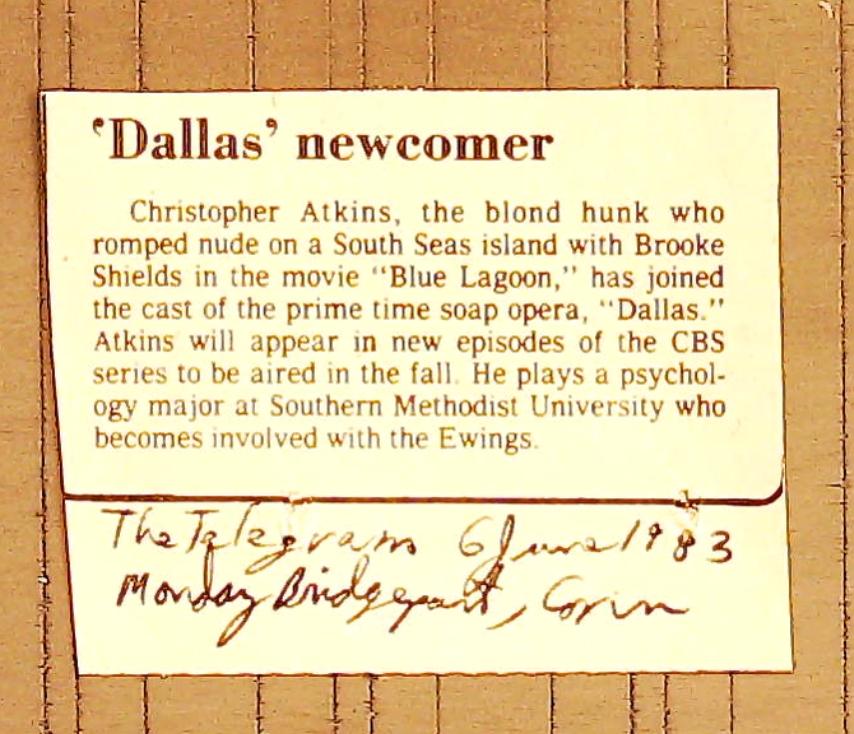 ‘Dallas’ newcomer
Christopher Atkins, the blond hunk who
romped nude on a South Seas island with Brooke
Shields in the movie “Blue Lagoon,” has joined
the cast of the prime time soap opera, “Dallas.”
Atkins will appear in new episodes of the CBS
series to be aired in the fall. He plays a psychol-
ogy major at Southern Methodist University who
becomes involved with the Ewings.
The Telegram 6 June 1983
Monday Bridgeport, Conn